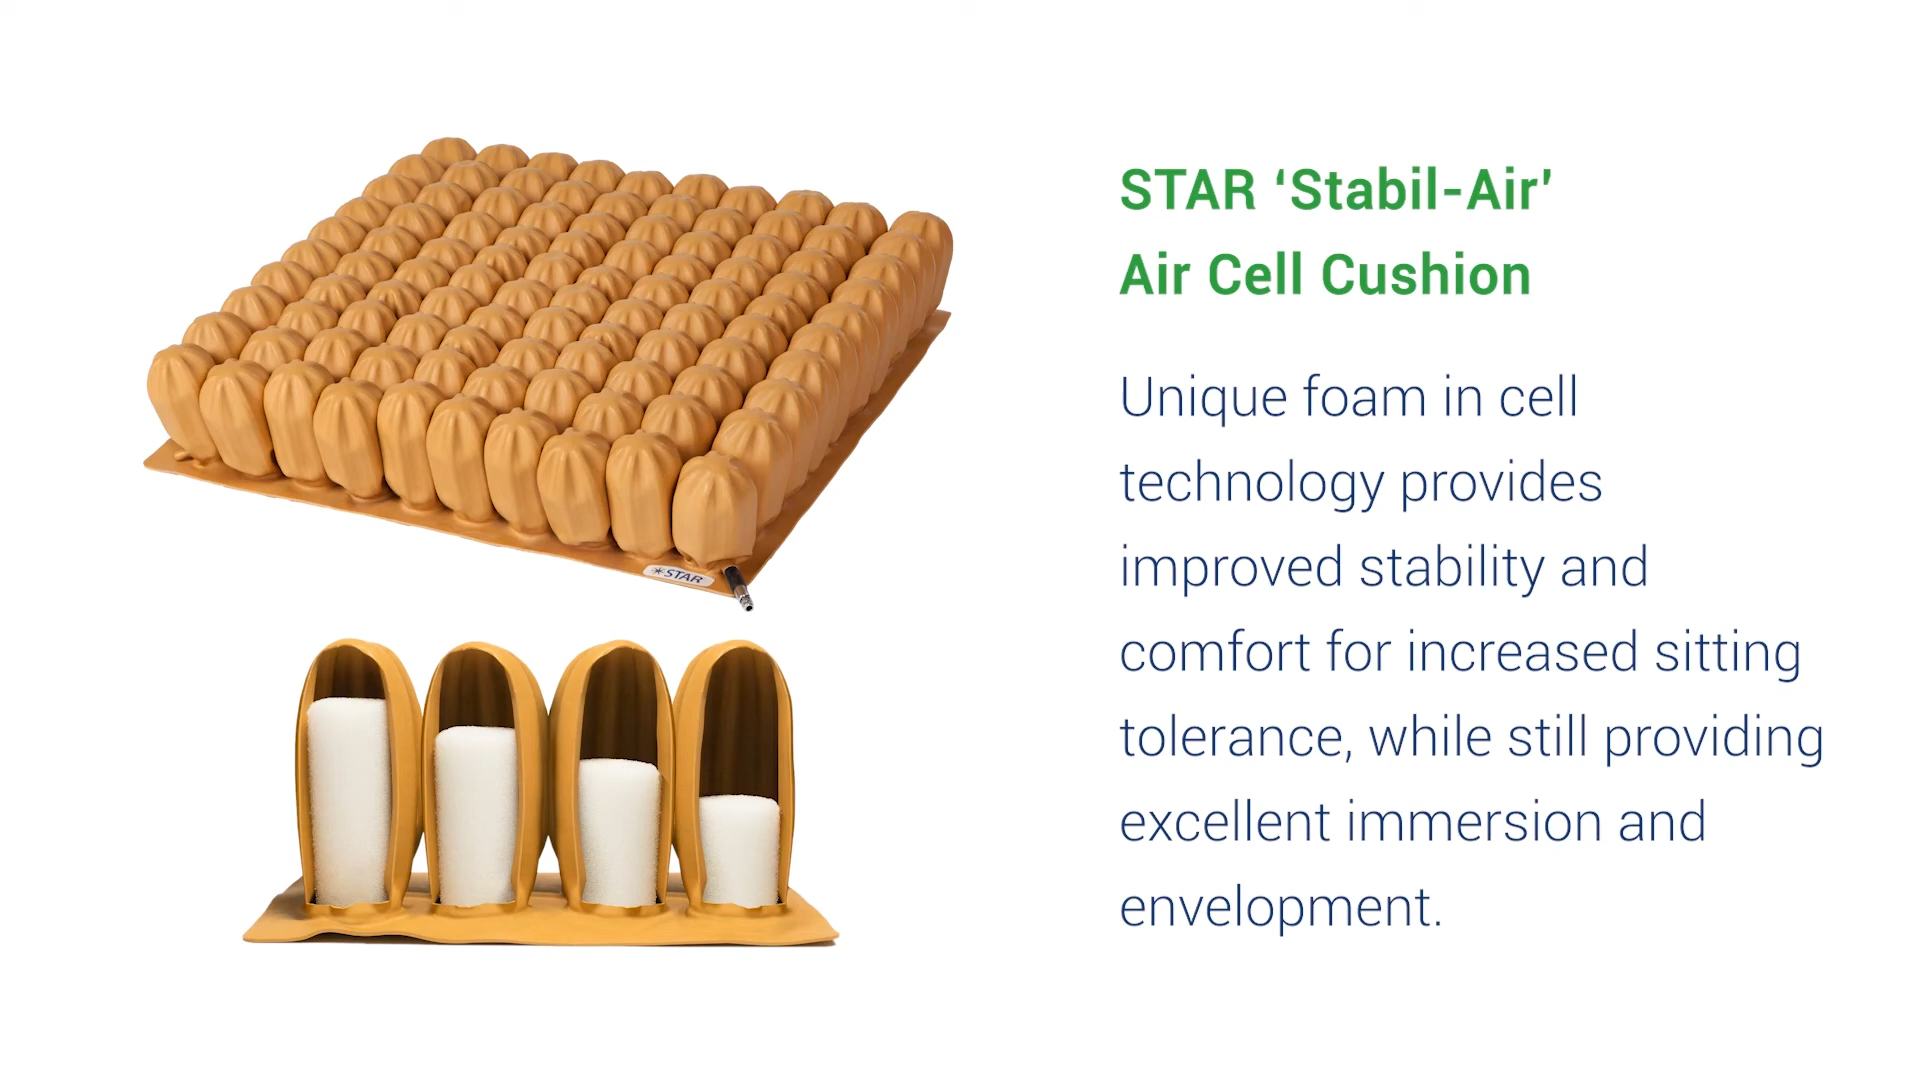 STAR ‘Stabil-Air’
Air Cell Cushion
Unique foam in cell
technology provides
improved stability and
comfort for increased sitting
tolerance, while still providing
excellent immersion and
envelopment.
*STAR